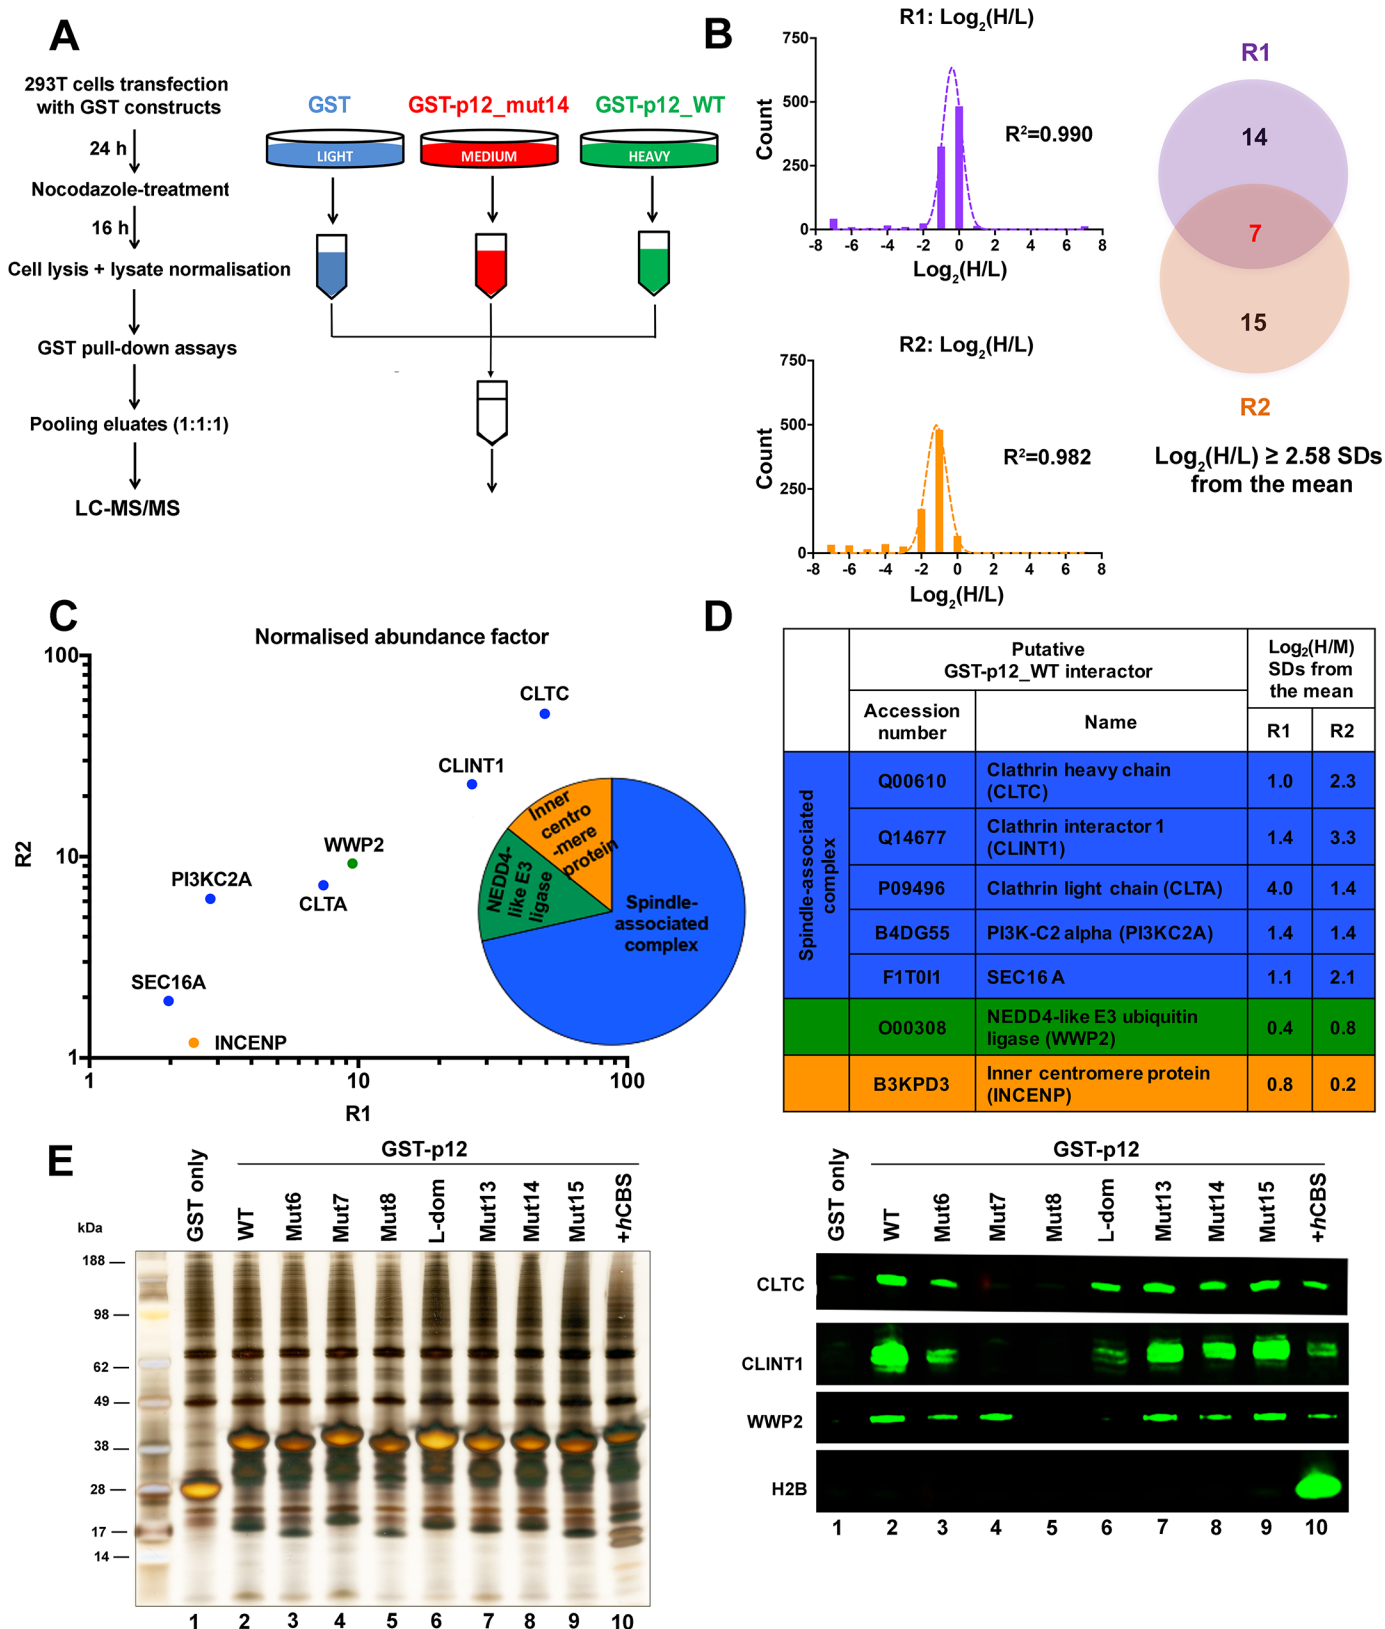 A
293T cells transfection
with GST constructs
24 h
Nocodazole-treatment
16 h
Cell lysis + lysate normalisation
GST pull-down assays
Pooling eluates (1:1:1)
LC-MS/MS
GST
GST-p12_mut14
GST-p12_WT
LIGHT
MEDIUM
HEAVY
B
R1: Log2(H/L)
750
500
250
0
Count
R²=0.990
-8 -6 -4 -2 0 2 4 6 8
Log2(H/L)
R2: Log2(H/L)
750
500
250
0
Count
R²=0.982
-8 -6 -4 -2 0 2 4 6 8
Log2(H/L)
R1
14
7
15
R2
Log2(H/L) ≥ 2.58 SDs
from the mean
C
Normalised abundance factor
100
10
1
R2
CLTC
CLINT1
WWP2
PI3KC2A
CLTA
SEC16A
INCENP
1 10 100
R1
Inner
centro
-mere
protein
NEDD4-
like E3
ligase
Spindle-
associated
complex
D
Putative
GST-p12_WT interactor
Log2(H/M)
SDs from
the mean
Accession
number
Name
R1
R2
Spindle-associated
complex
Q00610
Clathrin heavy chain
(CLTC)
1.0
2.3
Q14677
Clathrin interactor 1
(CLINT1)
1.4
3.3
P09496
Clathrin light chain (CLTA)
4.0
1.4
B4DG55
PI3K-C2 alpha (PI3KC2A)
1.4
1.4
F1T0I1
SEC16 A
1.1
2.1
O00308
NEDD4-like E3 ubiquitin
ligase (WWP2)
0.4
0.8
B3KPD3
Inner centromere protein
(INCENP)
0.8
0.2
E
GST-p12
kDa
GST only
WT
Mut6
Mut7
Mut8
L-dom
Mut13
Mut14
Mut15
+hCBS
188
98
62
49
38
28
17
14
1 2 3 4 5 6 7 8 9 10
GST-p12
GST only
WT
Mut6
Mut7
Mut8
L-dom
Mut13
Mut14
Mut15
+hCBS
CLTC
CLINT1
WWP2
H2B
1 2 3 4 5 6 7 8 9 10